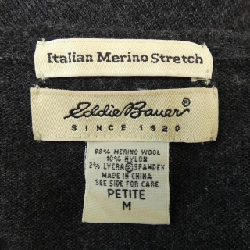 Italian Merino Stretch
Eddie Bauer
SINCE 1920
88% MERINO WOOL
10% NYLON
2% LYCRA® SPANDEX
MADE IN CHINA
SEE SIDE FOR CARE
PETITE
M